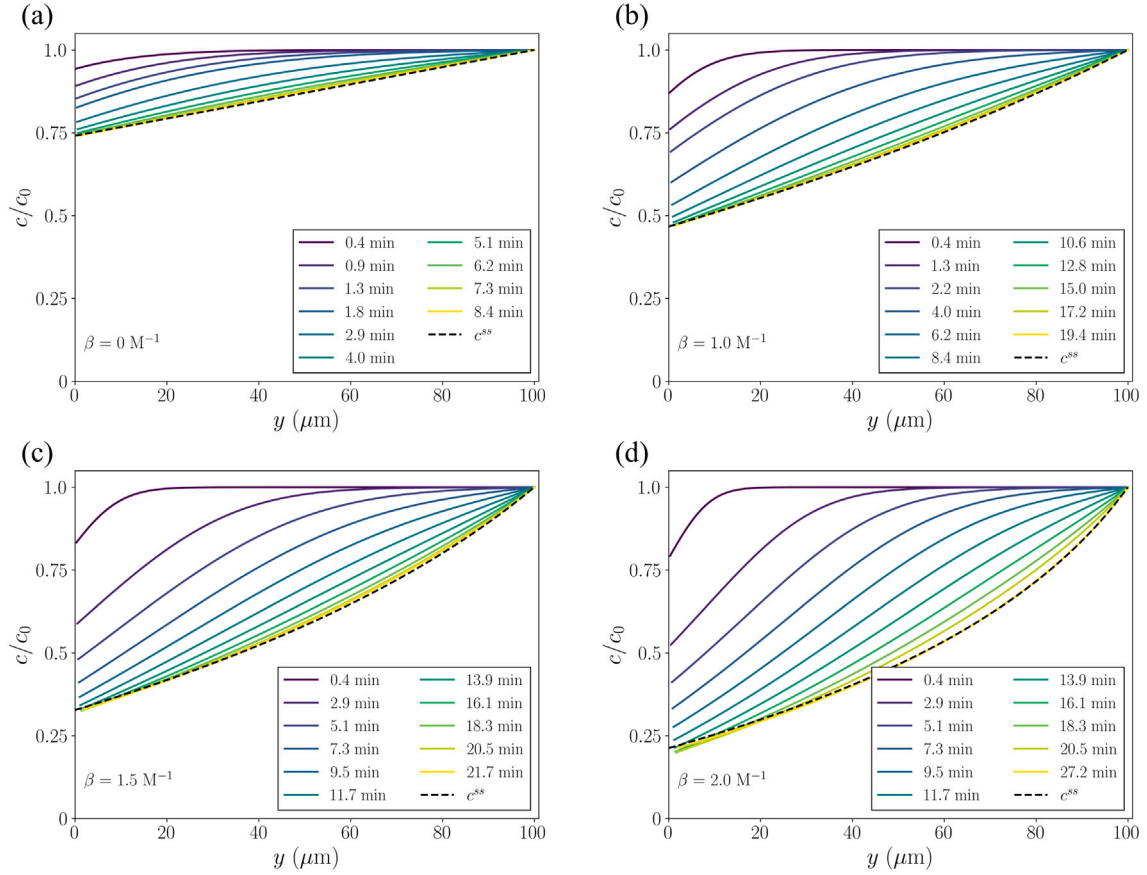 (a)
1.0
0.75
0.5
0.25
0
c/c₀
0.4 min
0.9 min
1.3 min
1.8 min
2.9 min
4.0 min
5.1 min
6.2 min
7.3 min
8.4 min
cˢˢ
β = 0 M⁻¹
0 20 40 60 80 100
y (μm)
(b)
1.0
0.75
0.5
0.25
0
c/c₀
0.4 min
1.3 min
2.2 min
4.0 min
6.2 min
8.4 min
10.6 min
12.8 min
15.0 min
17.2 min
19.4 min
cˢˢ
β = 1.0 M⁻¹
0 20 40 60 80 100
y (μm)
(c)
1.0
0.75
0.5
0.25
0
c/c₀
0.4 min
2.9 min
5.1 min
7.3 min
9.5 min
11.7 min
13.9 min
16.1 min
18.3 min
20.5 min
21.7 min
cˢˢ
β = 1.5 M⁻¹
0 20 40 60 80 100
y (μm)
(d)
1.0
0.75
0.5
0.25
0
c/c₀
0.4 min
2.9 min
5.1 min
7.3 min
9.5 min
11.7 min
13.9 min
16.1 min
18.3 min
20.5 min
27.2 min
cˢˢ
β = 2.0 M⁻¹
0 20 40 60 80 100
y (μm)